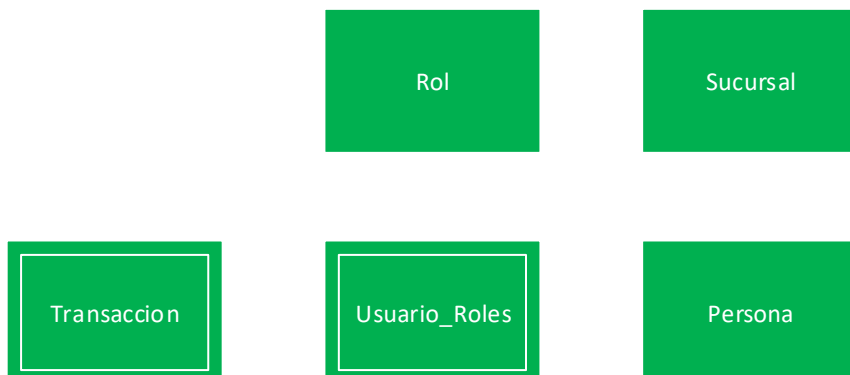 Rol
Sucursal
Transaccion
Usuario_Roles
Persona